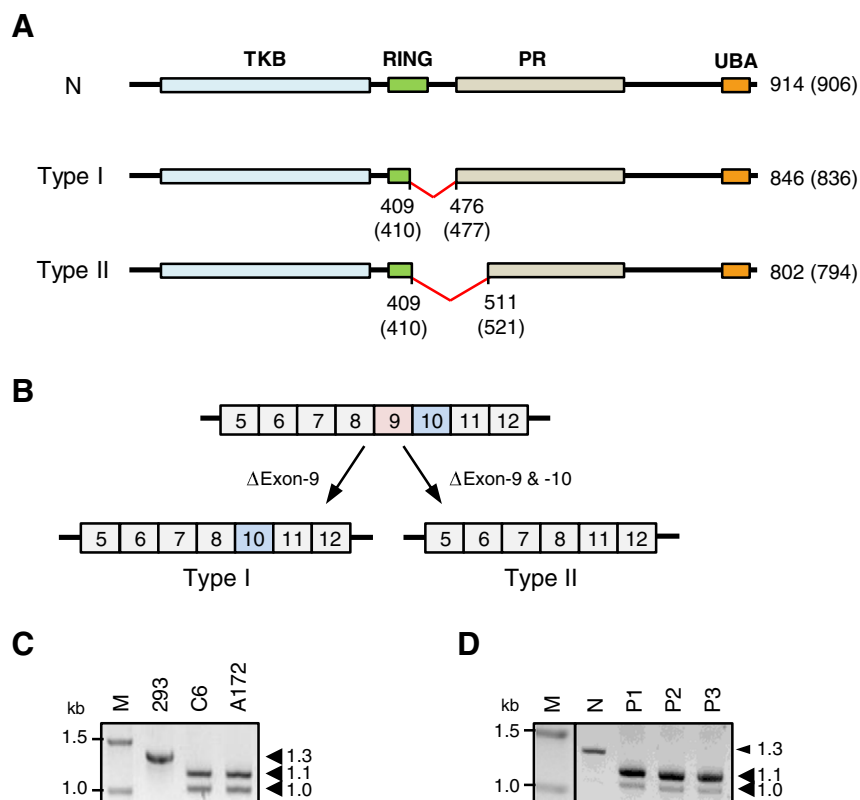 A
TKB RING PR UBA
N 914 (906)
Type I 846 (836)
409 476
(410) (477)
Type II 802 (794)
409 511
(410) (521)
B
5 6 7 8 9 10 11 12
ΔExon-9 ΔExon-9 & -10
5 6 7 8 10 11 12 5 6 7 8 11 12
Type I Type II
C
kb M 293 C6 A172
1.5
1.3
1.1
1.0 1.0
D
kb M N P1 P2 P3
1.5
1.3
1.1
1.0 1.0